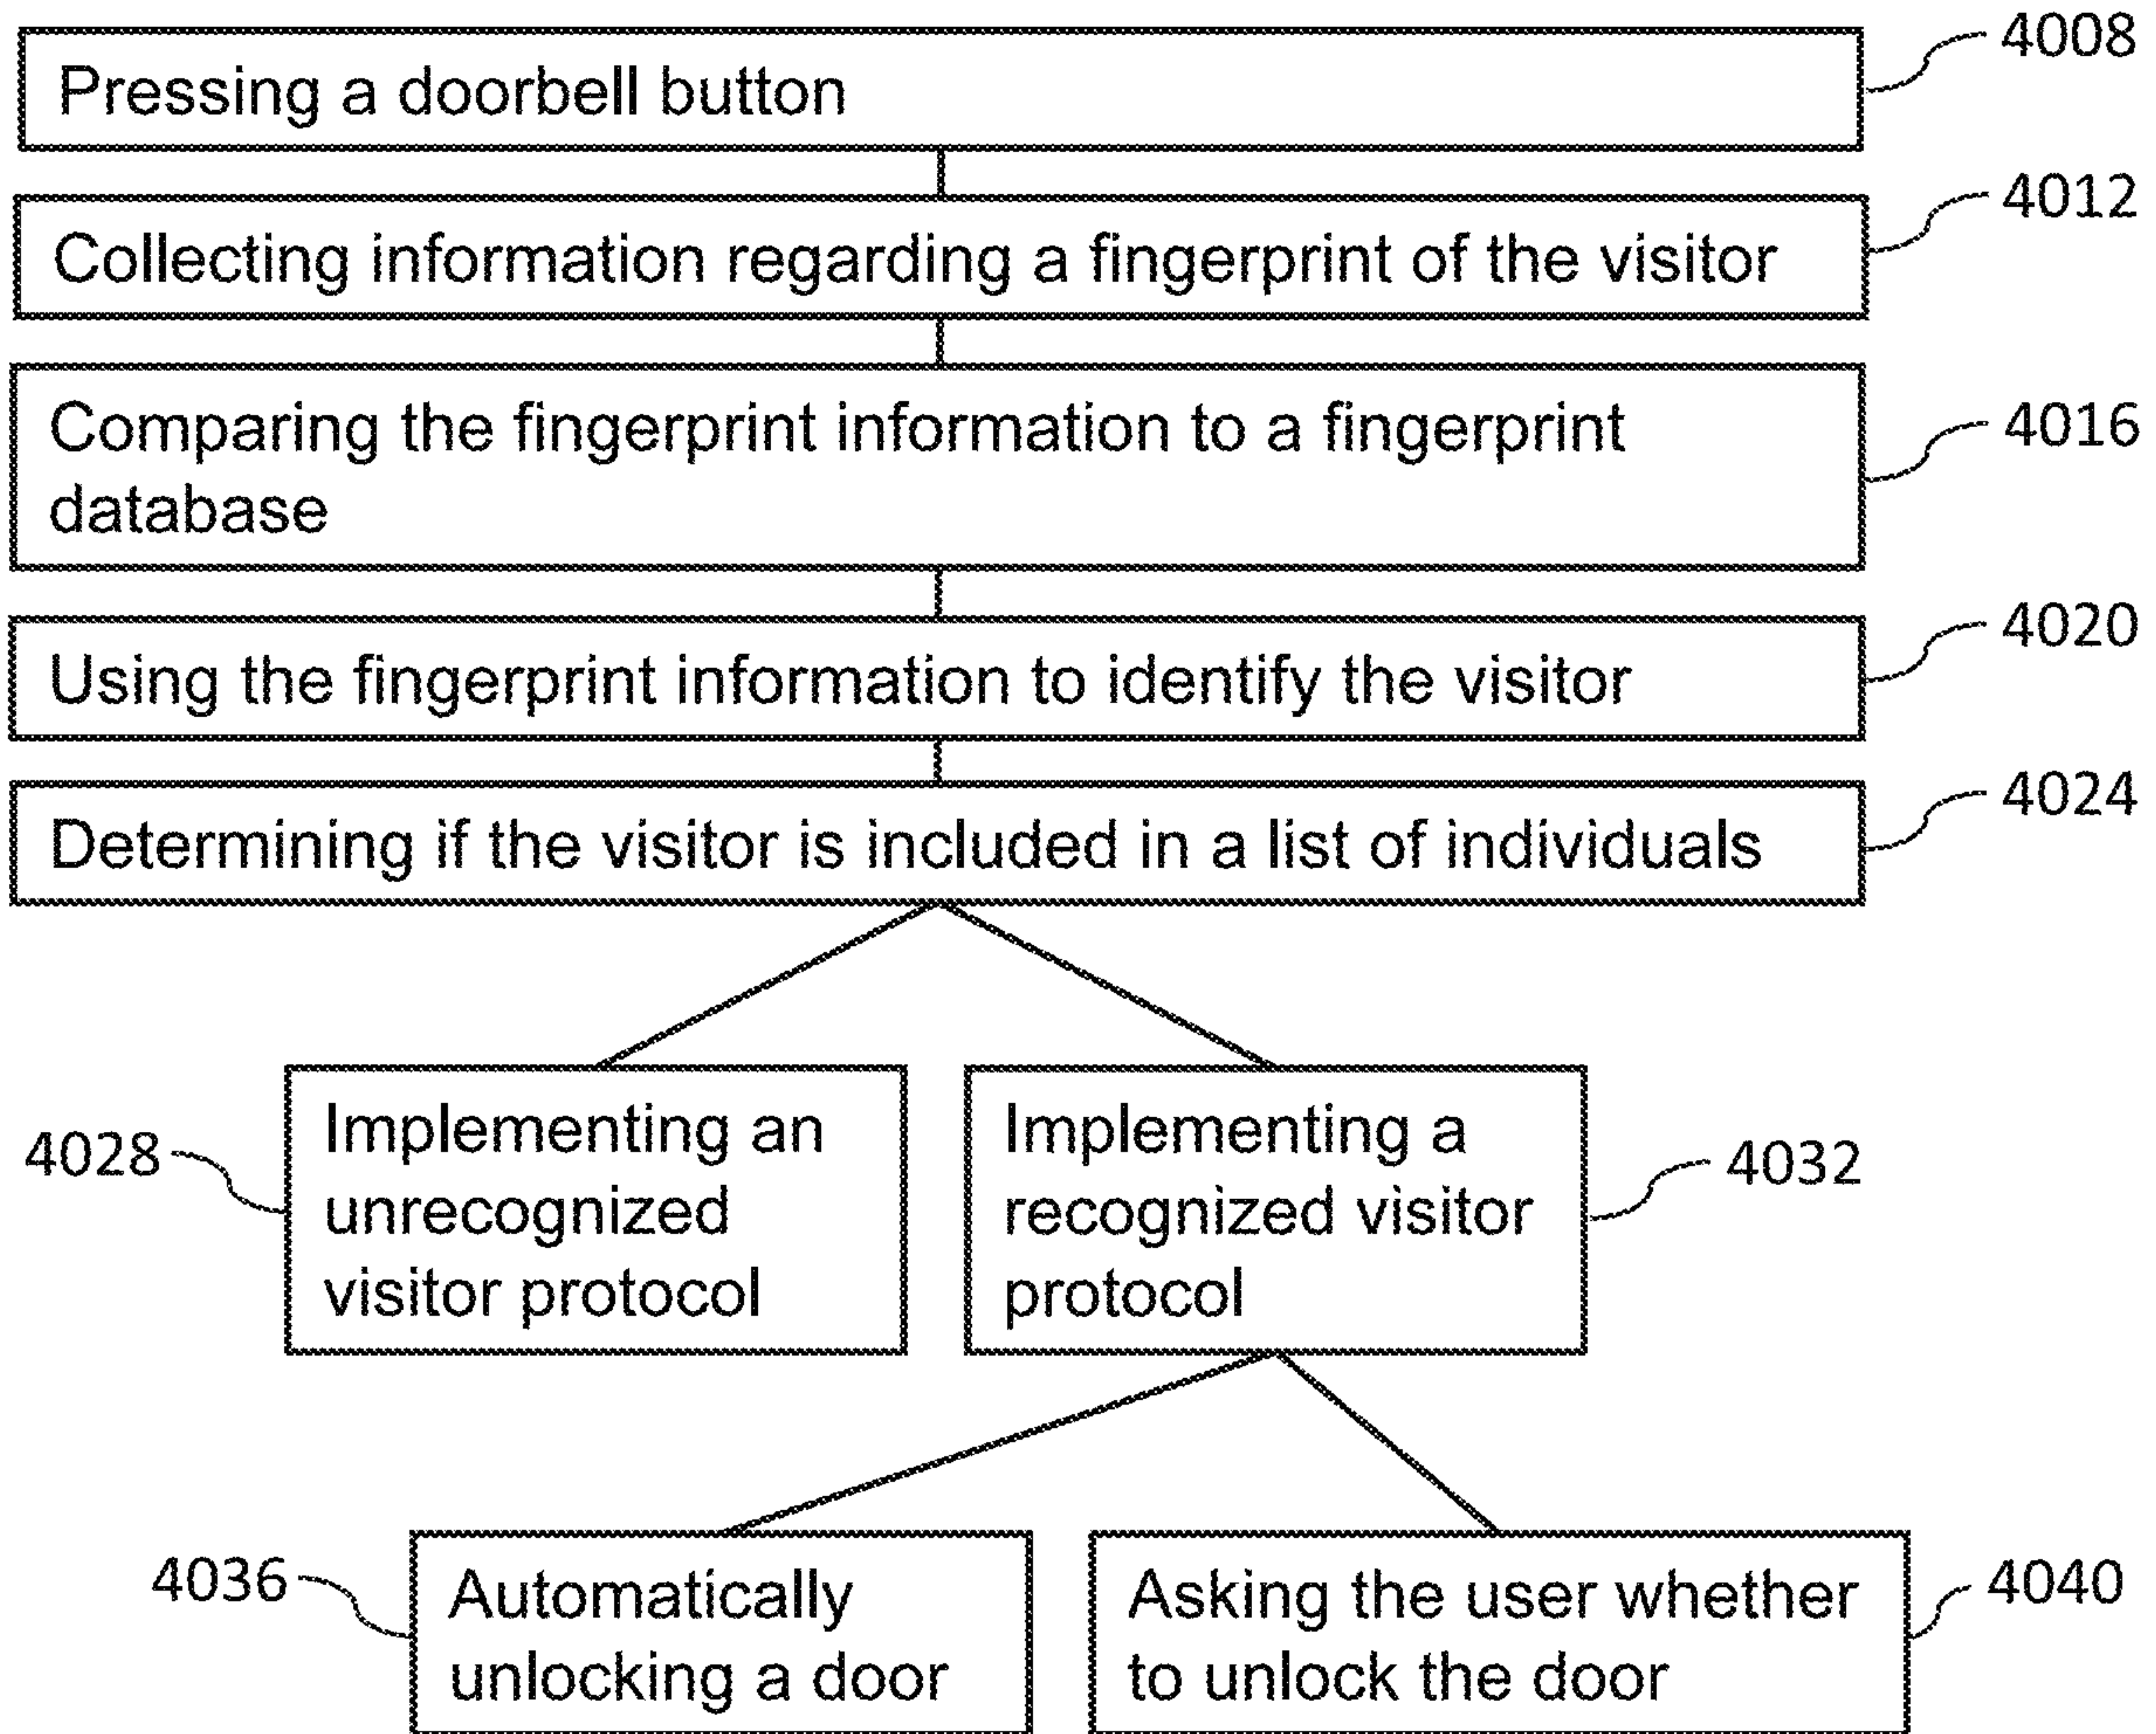 Pressing a doorbell button
4008
Collecting information regarding a fingerprint of the visitor
4012
Comparing the fingerprint information to a fingerprint
database
4016
Using the fingerprint information to identify the visitor
4020
Determining if the visitor is included in a list of individuals
4024
4028
Implementing an
unrecognized
visitor protocol
Implementing a
recognized visitor
protocol
4032
4036
Automatically
unlocking a door
Asking the user whether
to unlock the door
4040